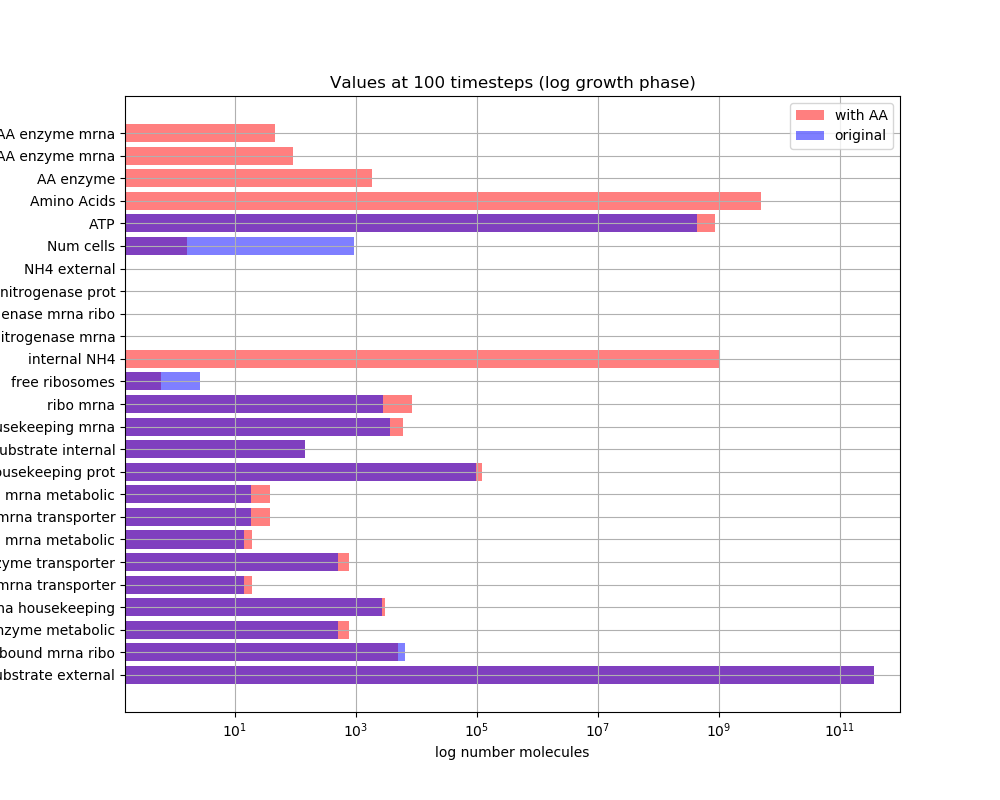 Values at 100 timesteps (log growth phase)
with AA
original
AA enzyme mrna
AA enzyme mrna
AA enzyme
Amino Acids
ATP
Num cells
NH4 external
nitrogenase prot
enase mrna ribo
itrogenase mrna
internal NH4
free ribosomes
ribo mrna
usekeeping mrna
ubstrate internal
ousekeeping prot
mrna metabolic
mrna transporter
mrna metabolic
zyme transporter
mrna transporter
na housekeeping
nzyme metabolic
bound mrna ribo
ubstrate external
10¹ 10³ 10⁵ 10⁷ 10⁹ 10¹¹
log number molecules